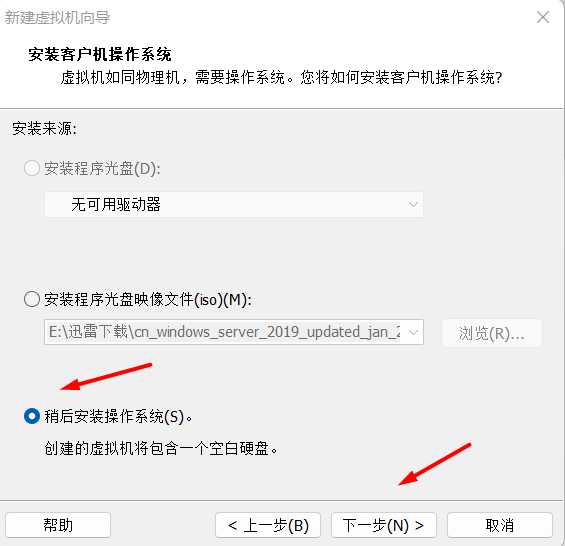 新建虚拟机向导
安装客户机操作系统
虚拟机如同物理机，需要操作系统。您将如何安装客户机操作系统?
安装来源:
安装程序光盘(D):
无可用驱动器
安装程序光盘映像文件(iso)(M):
E:\迅雷下载\cn_windows_server_2019_updated_jan_2
浏览(R)...
稍后安装操作系统(S)。
创建的虚拟机将包含一个空白硬盘。
帮助
< 上一步(B)
下一步(N) >
取消